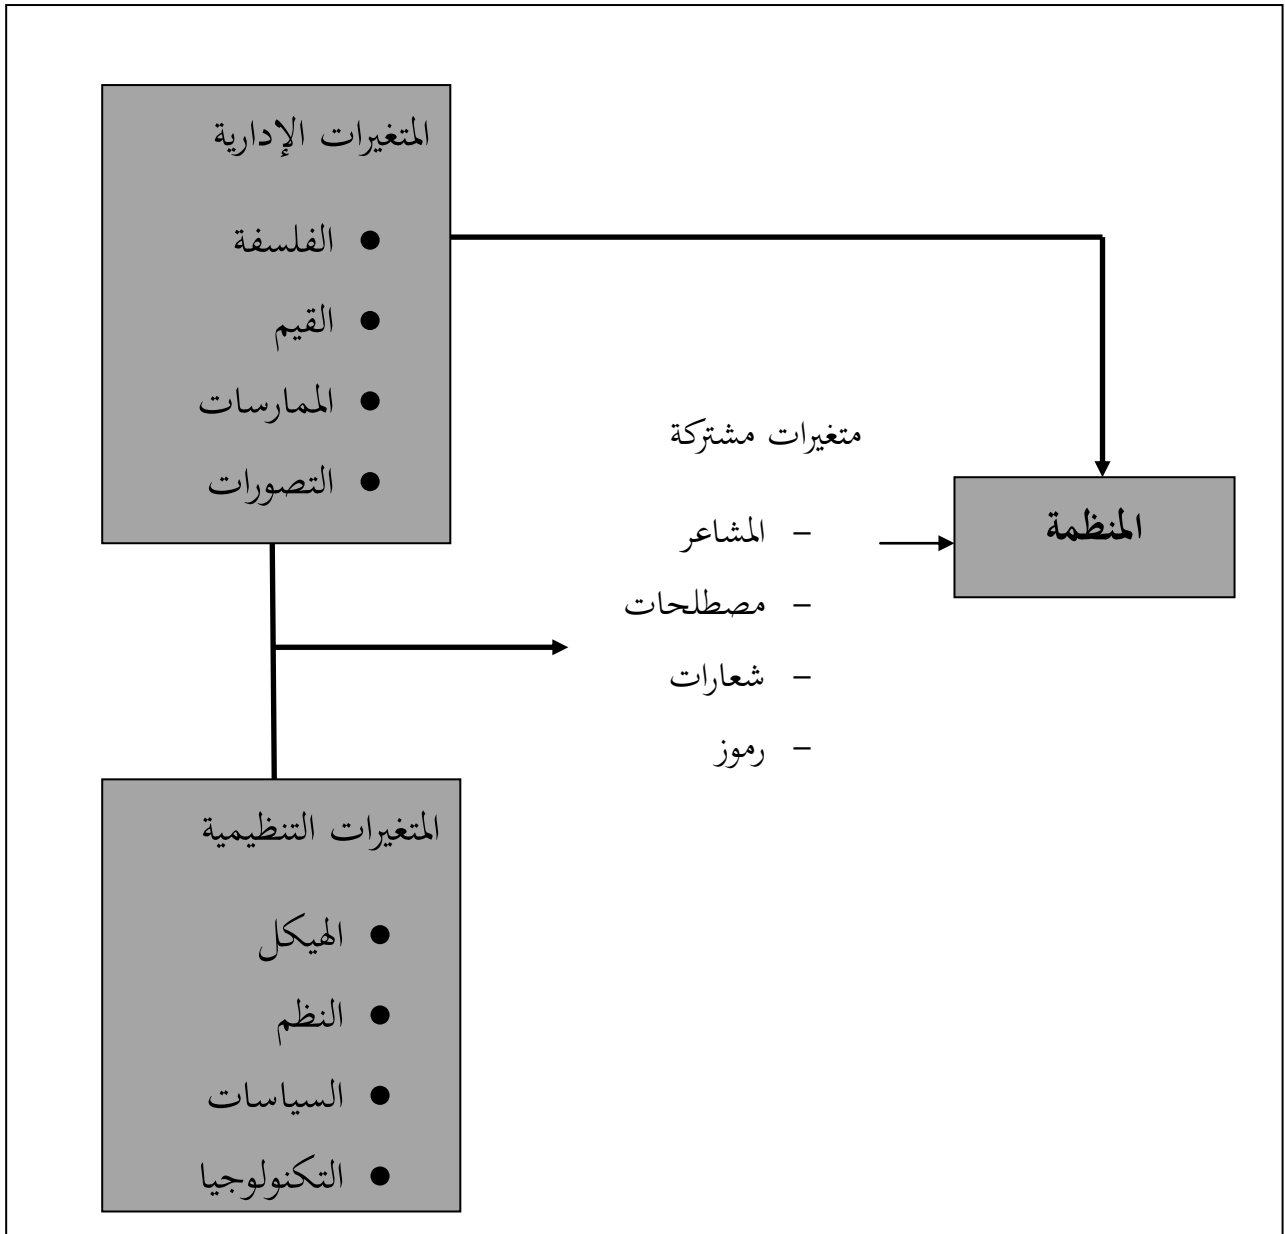 المتغيرات الإدارية
● الفلسفة
● القيم
● الممارسات
● التصورات
متغيرات مشتركة
– المشاعر
– مصطلحات
– شعارات
– رموز
المنظمة
المتغيرات التنظيمية
● الهيكل
● النظم
● السياسات
● التكنولوجيا